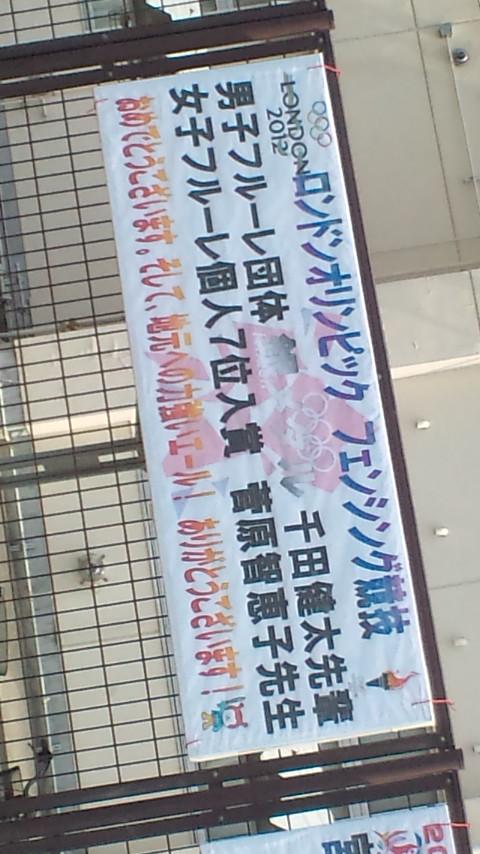 LONDON
2012
ロンドンオリンピック フェンシング競技
男子フルーレ団体 銀メダル 千田健太先輩
女子フルーレ個人7位入賞 菅原智恵子先生
おめでとうございます。そして、地元への力強いエール！ ありがとうございます！